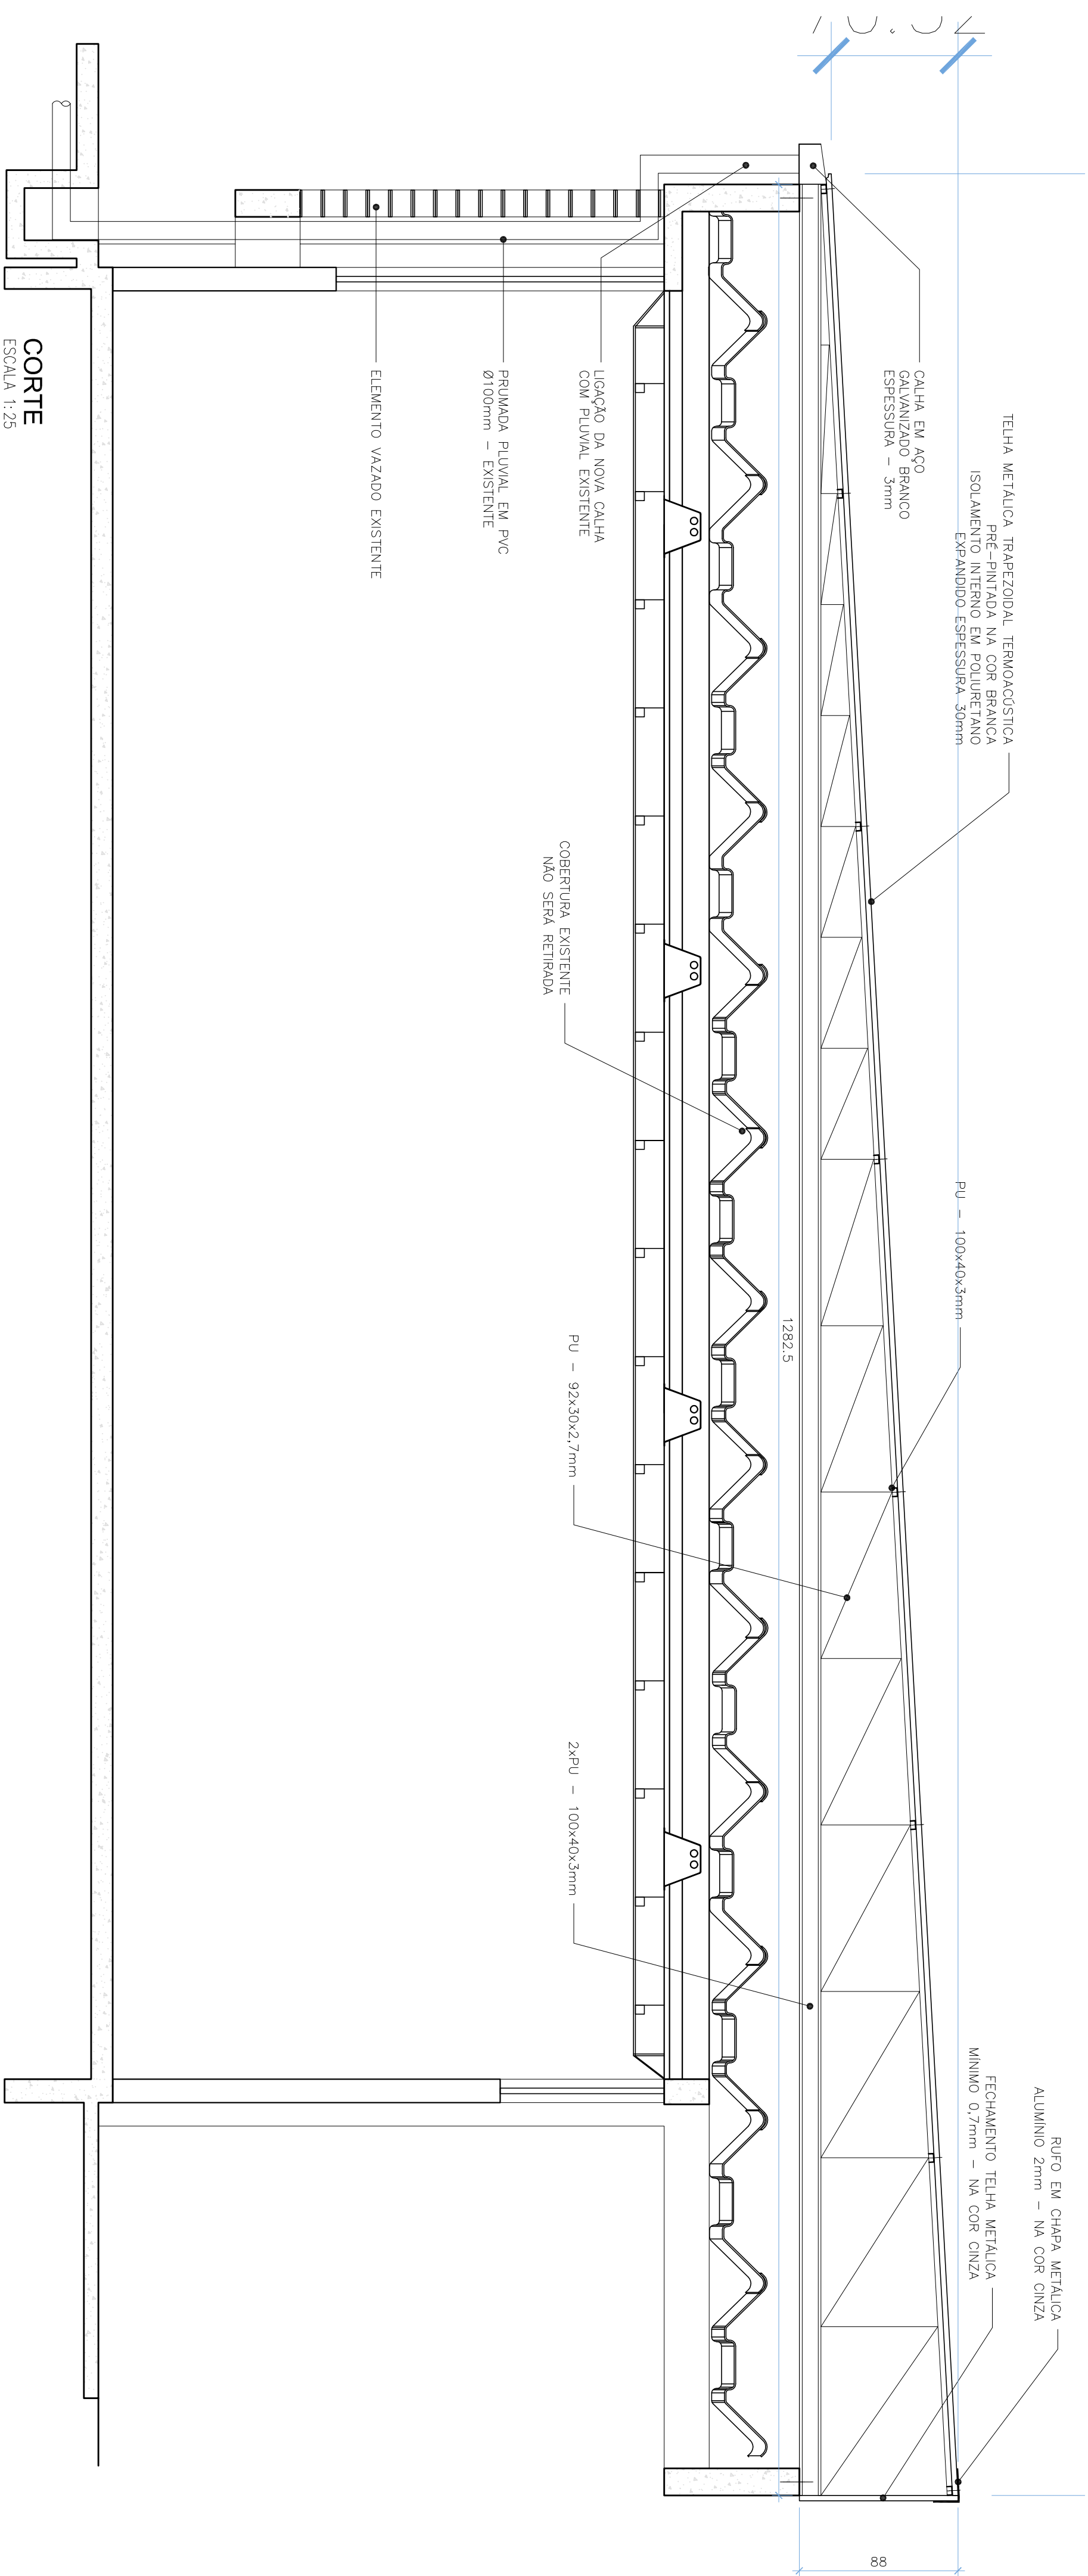 RUFO EM CHAPA METÁLICA
ALUMÍNIO 2mm – NA COR CINZA
FECHAMENTO TELHA METÁLICA
MÍNIMO 0,7mm – NA COR CINZA
TELHA METÁLICA TRAPEZOIDAL TERMOACÚSTICA
PRÉ–PINTADA NA COR BRANCA
ISOLAMENTO INTERNO EM POLIURETANO
EXPANDIDO ESPESSURA 30mm
PU – 100x40x3mm
CALHA EM AÇO
GALVANIZADO BRANCO
ESPESSURA – 3mm
88
1282.5
LIGAÇÃO DA NOVA CALHA
COM PLUVIAL EXISTENTE
COBERTURA EXISTENTE
NÃO SERÁ RETIRADA
PU – 92x30x2,7mm
2xPU – 100x40x3mm
PRUMADA PLUVIAL EM PVC
Ø100mm – EXISTENTE
ELEMENTO VAZADO EXISTENTE
CORTE
ESCALA 1:25